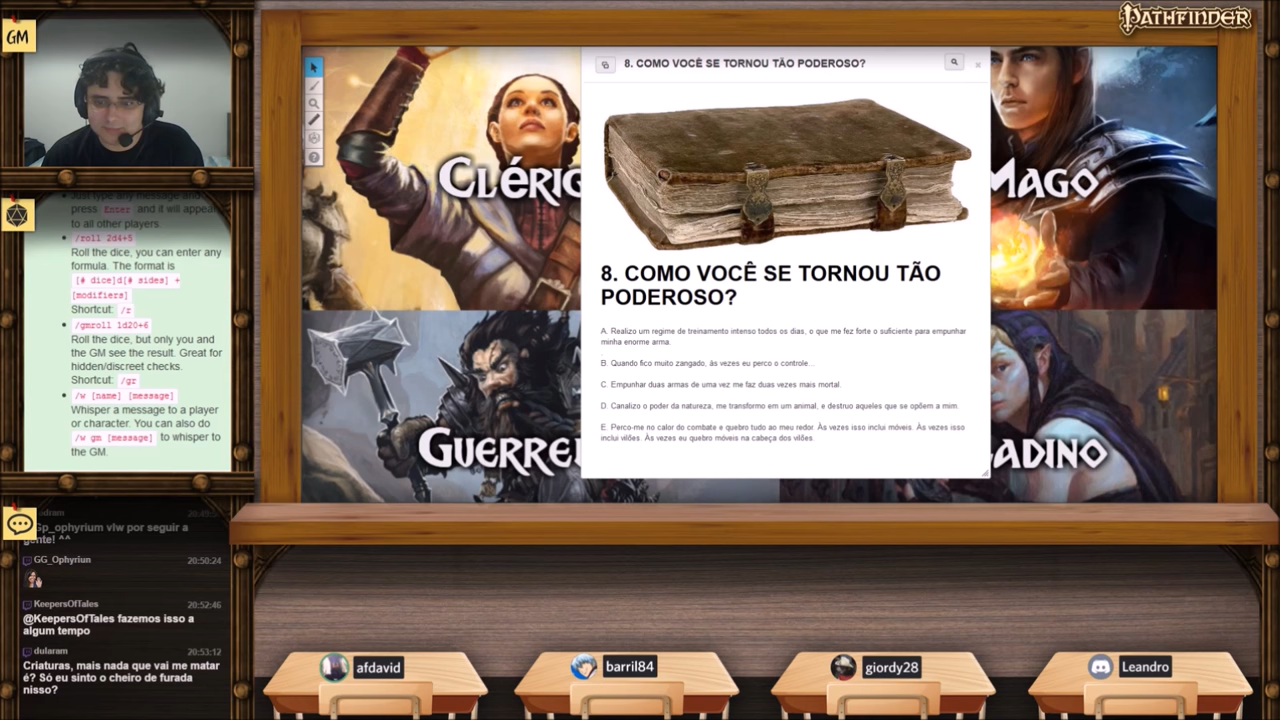 GM
PATHFINDER
8. COMO VOCÊ SE TORNOU TÃO PODEROSO?
CLÉRIG
MAGO
GUERREI
ADINO
8. COMO VOCÊ SE TORNOU TÃO
PODEROSO?
A. Realizo um regime de treinamento intenso todos os dias, o que me fez forte o suficiente para empunhar
minha enorme arma.
B. Quando fico muito zangado, às vezes eu perco o controle...
C. Empunhar duas armas de uma vez me faz duas vezes mais mortal.
D. Canalizo o poder da natureza, me transformo em um animal, e destruo aqueles que se opõem a mim.
E. Perco-me no calor do combate e quebro tudo ao meu redor. Às vezes isso inclui móveis. Às vezes isso
inclui vilões. Às vezes eu quebro móveis na cabeça dos vilões.
Just type any message and
press Enter and it will appear
to all other players.
/roll 2d4+5
Roll the dice, you can enter any
formula. The format is
[# dice]d[# sides] +
[modifiers]
Shortcut: /r
/gmroll 1d20+6
Roll the dice, but only you and
the GM see the result. Great for
hidden/discreet checks.
Shortcut: /gr
/w [name] [message]
Whisper a message to a player
or character. You can also do
/w gm [message] to whisper to
the GM.
p_ophyrium vlw por seguir a
gente! ^^
GG_Ophyriun 20:50:24
KeepersOfTales 20:52:46
@KeepersOfTales fazemos isso a
algum tempo
dularam 20:53:12
Criaturas, mais nada que vai me matar
é? Só eu sinto o cheiro de furada
nisso?
afdavid
barril84
giordy28
Leandro